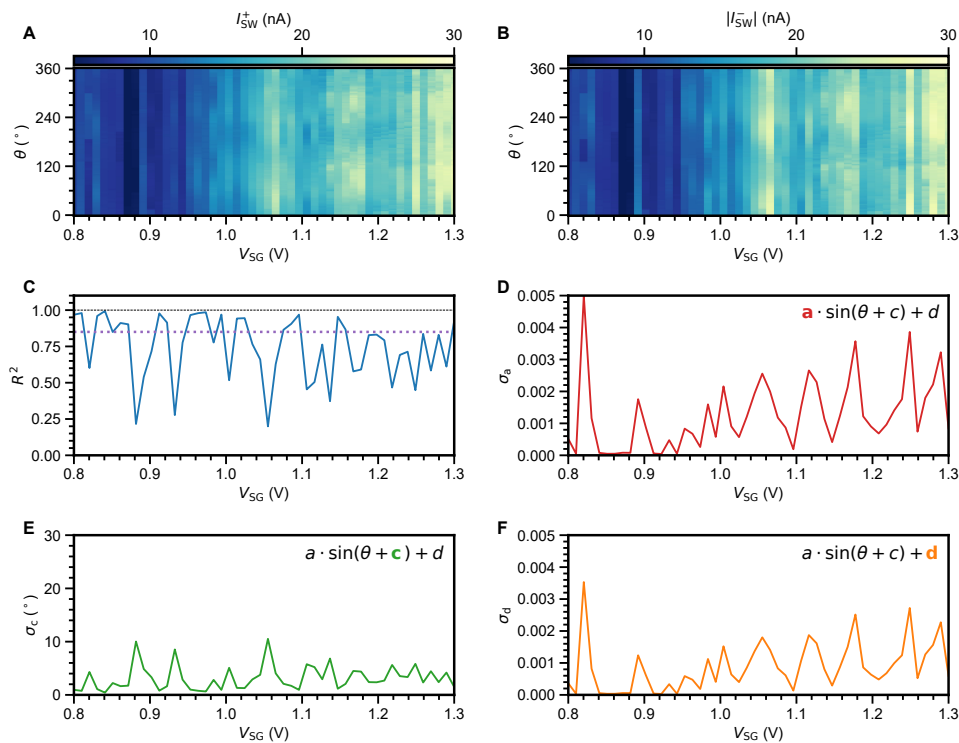 A
I⁺SW (nA)
10 20 30
360
240
120
0
θ (°)
0.8 0.9 1.0 1.1 1.2 1.3
VSG (V)
B
|I⁻SW| (nA)
10 20 30
360
240
120
0
θ (°)
0.8 0.9 1.0 1.1 1.2 1.3
VSG (V)
C
1.00
0.75
0.50
0.25
0.00
R²
0.8 0.9 1.0 1.1 1.2 1.3
VSG (V)
D
a · sin(θ + c) + d
0.005
0.004
0.003
0.002
0.001
0.000
σa
0.8 0.9 1.0 1.1 1.2 1.3
VSG (V)
E
a · sin(θ + c) + d
30
20
10
0
σc (°)
0.8 0.9 1.0 1.1 1.2 1.3
VSG (V)
F
a · sin(θ + c) + d
0.005
0.004
0.003
0.002
0.001
0.000
σd
0.8 0.9 1.0 1.1 1.2 1.3
VSG (V)